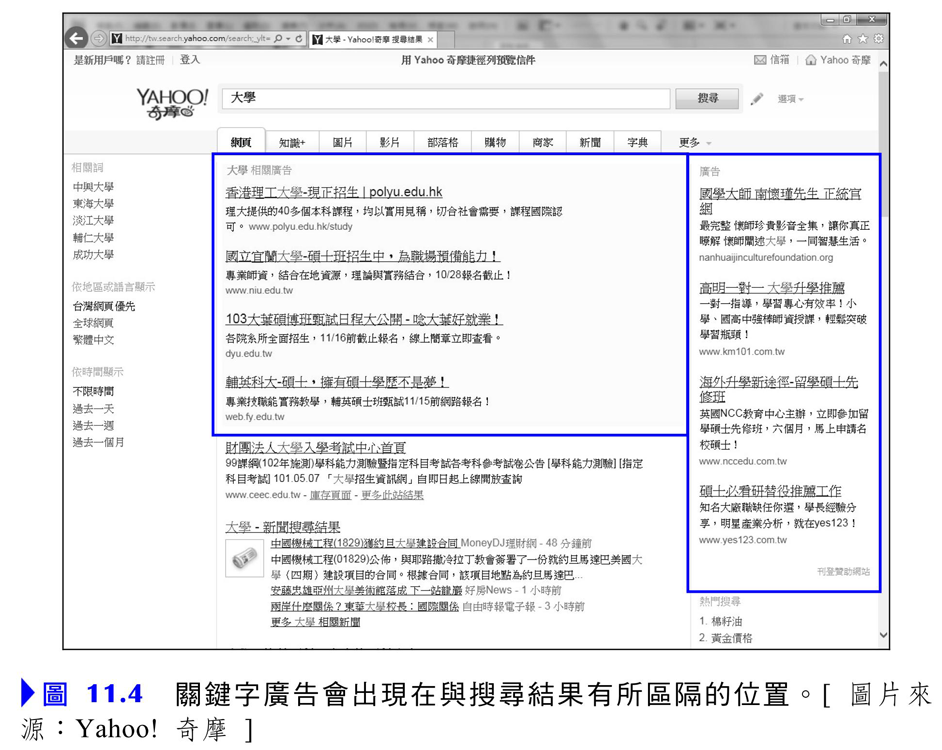 http://tw.search.yahoo.com/search;_ylt=
大學 - Yahoo!奇摩 搜尋結果
是新用戶嗎？ 請註冊 | 登入
用 Yahoo 奇摩捷徑列預覽信件
信箱 | Yahoo 奇摩
YAHOO!
奇摩
大學
搜尋
選項
網頁 知識+ 圖片 影片 部落格 購物 商家 新聞 字典 更多
相關詞
中興大學
東海大學
淡江大學
輔仁大學
成功大學
依地區或語言顯示
台灣網頁優先
全球網頁
繁體中文
依時間顯示
不限時間
過去一天
過去一週
過去一個月
大學 相關廣告
香港理工大學-現正招生 | polyu.edu.hk
理大提供的40多個本科課程，均以實用見稱，切合社會需要，課程國際認
可。 www.polyu.edu.hk/study
國立宜蘭大學-碩十班招生中，為職場預備能力！
專業師資，結合在地資源，理論與實務結合，10/28報名截止！
www.niu.edu.tw
103大葉碩博班甄試日程大公開 - 唸大葉好就業！
各院系所全面招生，11/16前截止報名，線上簡章立即查看。
dyu.edu.tw
輔英科大-碩十，擁有碩十學歷不是夢！
專業技職能實務教學，輔英碩士班甄試11/15前網路報名！
web.fy.edu.tw
財團法人大學入學考試中心首頁
99課綱(102年施測)學科能力測驗暨指定科目考試各考科參考試卷公告 [學科能力測驗] [指定
科目考試] 101.05.07 「大學招生資訊網」自即日起上線開放查詢
www.ceec.edu.tw - 庫存頁面 - 更多此站結果
大學 - 新聞搜尋結果
中國機械工程(1829)獲約旦大學建設合同 MoneyDJ理財網 - 48 分鐘前
中國機械工程(01829)公佈，與耶路撒冷拉丁教會簽署了一份就約旦馬達巴美國大
學（四期）建設項目的合同。根據合同，該項目地點為約旦馬達巴...
安藤忠雄亞州大學美術館落成 下一站龍巖 好房News - 1 小時前
兩岸什麼關係？東華大學校長：國際關係 自由時報電子報 - 3 小時前
更多 大學 相關新聞
廣告
國學大師 南懷瑾先生 正統官
網
最完整 懷師珍貴影音全集，讓你真正
瞭解 懷師闡述大學，一同智慧生活。
nanhuaijinculturefoundation.org
高明一對一 大學升學推薦
一對一指導，學習專心有效率！小
學、國高中強棒師資授課，輕鬆突破
學習瓶頸！
www.km101.com.tw
海外升學新途徑-留學碩士先
修班
英國NCC教育中心主辦，立即參加留
學碩士先修班，六個月，馬上申請名
校碩士！
www.nccedu.com.tw
碩十必看研替役推薦工作
知名大廠職缺任你選，學長經驗分
享，明星產業分析，就在yes123！
www.yes123.com.tw
刊登贊助網站
熱門搜尋
1. 棉籽油
2. 黃金價格
圖 11.4 關鍵字廣告會出現在與搜尋結果有所區隔的位置。[ 圖片來
源：Yahoo! 奇摩 ]